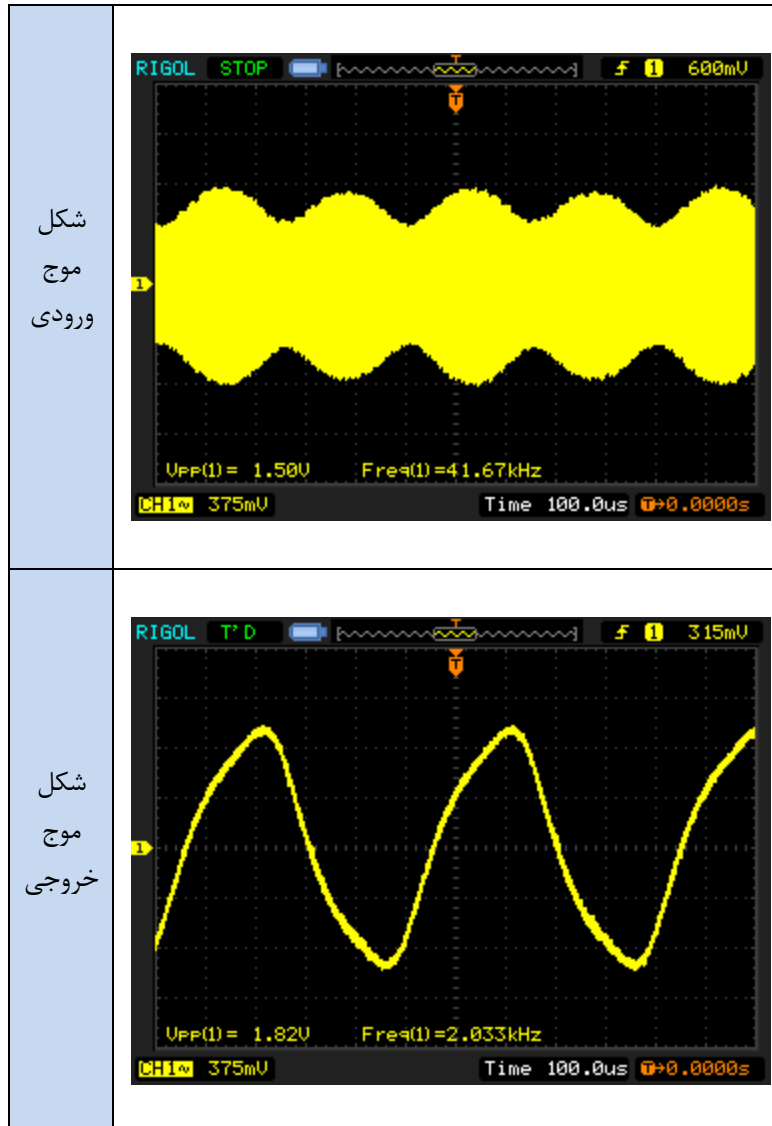 شکل
موج
ورودی
RIGOL STOP T 1 600mV
T
1
Vpp(1)= 1.50V Freq(1)=41.67kHz
CH1~ 375mV Time 100.0us T→0.0000s
شکل
موج
خروجی
RIGOL T'D T 1 315mV
T
1
Vpp(1)= 1.82V Freq(1)=2.033kHz
CH1~ 375mV Time 100.0us T→0.0000s